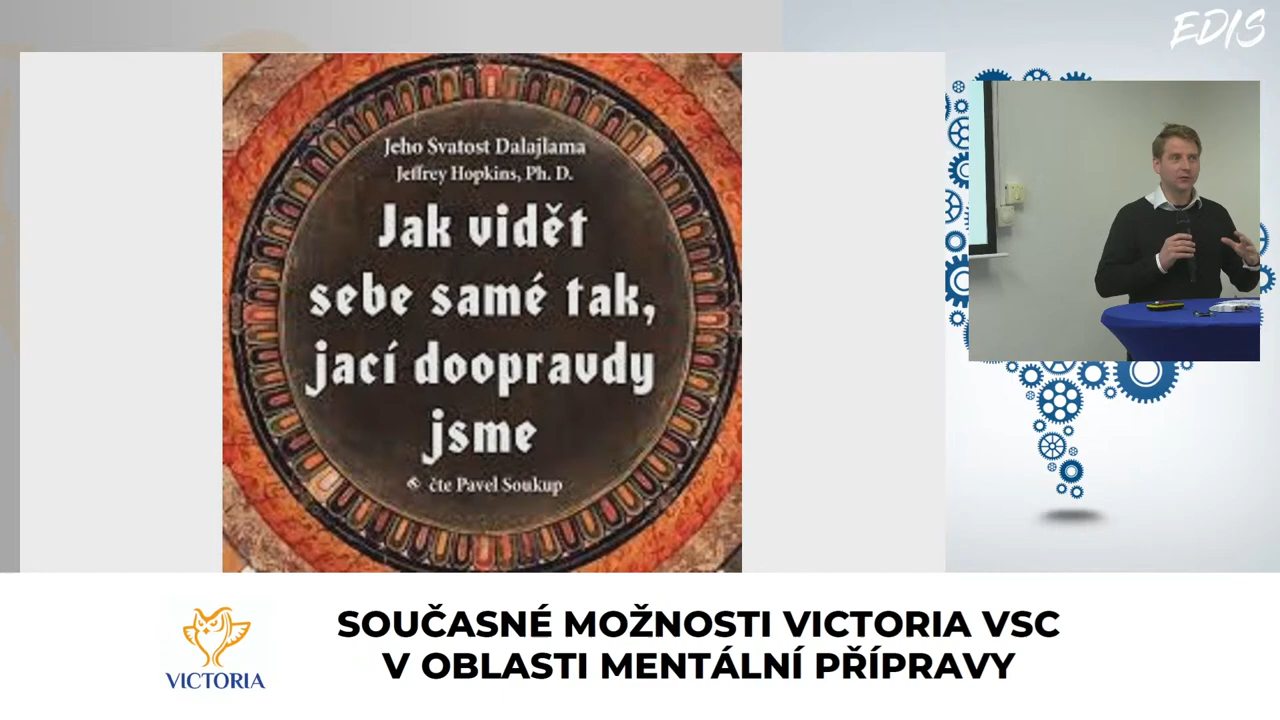 EDIS
Jeho Svatost Dalajlama
Jeffrey Hopkins, Ph. D.
Jak vidět
sebe samé tak,
jací doopravdy
jsme
čte Pavel Soukup
VICTORIA
SOUČASNÉ MOŽNOSTI VICTORIA VSC
V OBLASTI MENTÁLNÍ PŘÍPRAVY